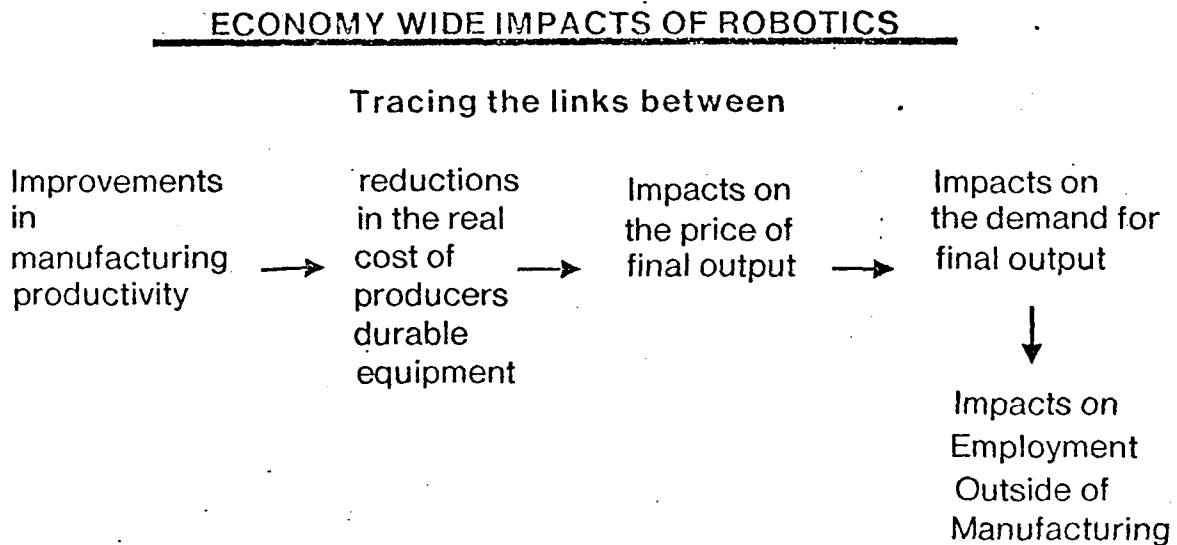 ECONOMY WIDE IMPACTS OF ROBOTICS
Tracing the links between
Improvements
in
manufacturing
productivity
reductions
in the real
cost of
producers
durable
equipment
Impacts on
the price of
final output
Impacts on
the demand for
final output
Impacts on
Employment
Outside of
Manufacturing